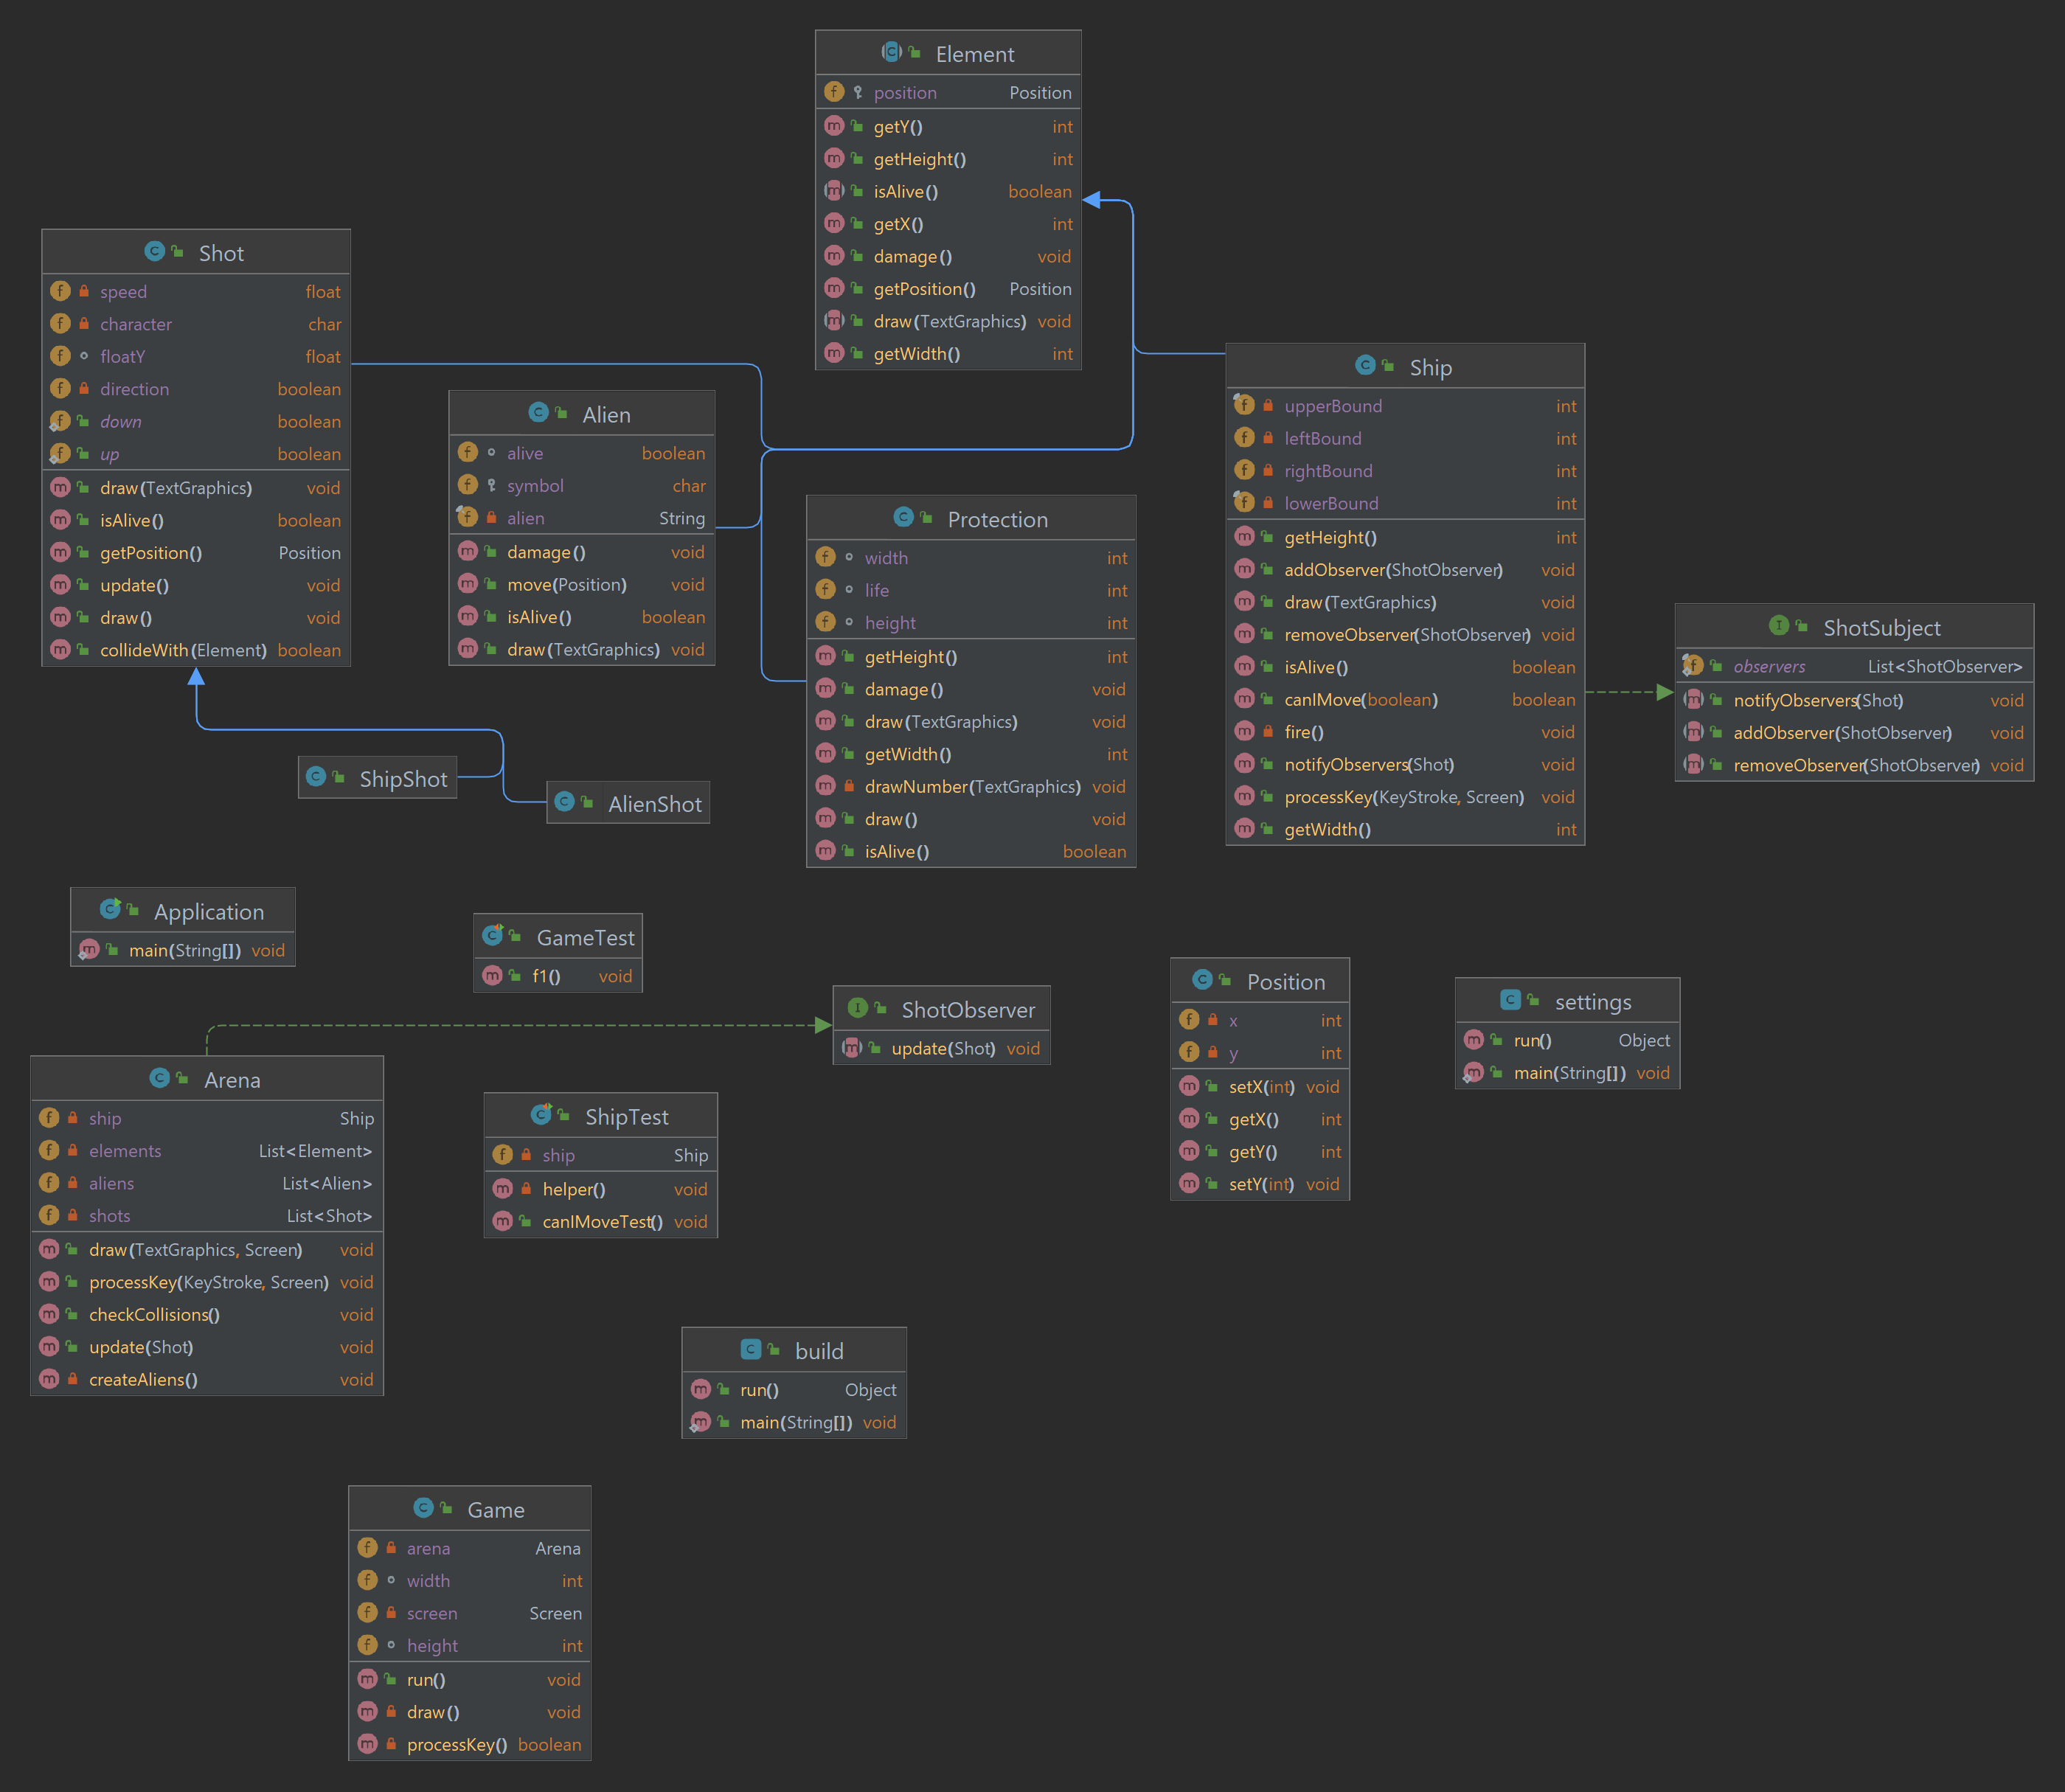 Element
position Position
getY() int
getHeight() int
isAlive() boolean
getX() int
damage() void
getPosition() Position
draw(TextGraphics) void
getWidth() int
Shot
speed float
character char
floatY float
direction boolean
down boolean
up boolean
draw(TextGraphics) void
isAlive() boolean
getPosition() Position
update() void
draw() void
collideWith(Element) boolean
Alien
alive boolean
symbol char
alien String
damage() void
move(Position) void
isAlive() boolean
draw(TextGraphics) void
Protection
width int
life int
height int
getHeight() int
damage() void
draw(TextGraphics) void
getWidth() int
drawNumber(TextGraphics) void
draw() void
isAlive() boolean
Ship
upperBound int
leftBound int
rightBound int
lowerBound int
getHeight() int
addObserver(ShotObserver) void
draw(TextGraphics) void
removeObserver(ShotObserver) void
isAlive() boolean
canIMove(boolean) boolean
fire() void
notifyObservers(Shot) void
processKey(KeyStroke, Screen) void
getWidth() int
ShotSubject
observers List<ShotObserver>
notifyObservers(Shot) void
addObserver(ShotObserver) void
removeObserver(ShotObserver) void
ShipShot
AlienShot
Application
main(String[]) void
GameTest
f1() void
ShotObserver
update(Shot) void
Position
x int
y int
setX(int) void
getX() int
getY() int
setY(int) void
settings
run() Object
main(String[]) void
Arena
ship Ship
elements List<Element>
aliens List<Alien>
shots List<Shot>
draw(TextGraphics, Screen) void
processKey(KeyStroke, Screen) void
checkCollisions() void
update(Shot) void
createAliens() void
ShipTest
ship Ship
helper() void
canIMoveTest() void
build
run() Object
main(String[]) void
Game
arena Arena
width int
screen Screen
height int
run() void
draw() void
processKey() boolean